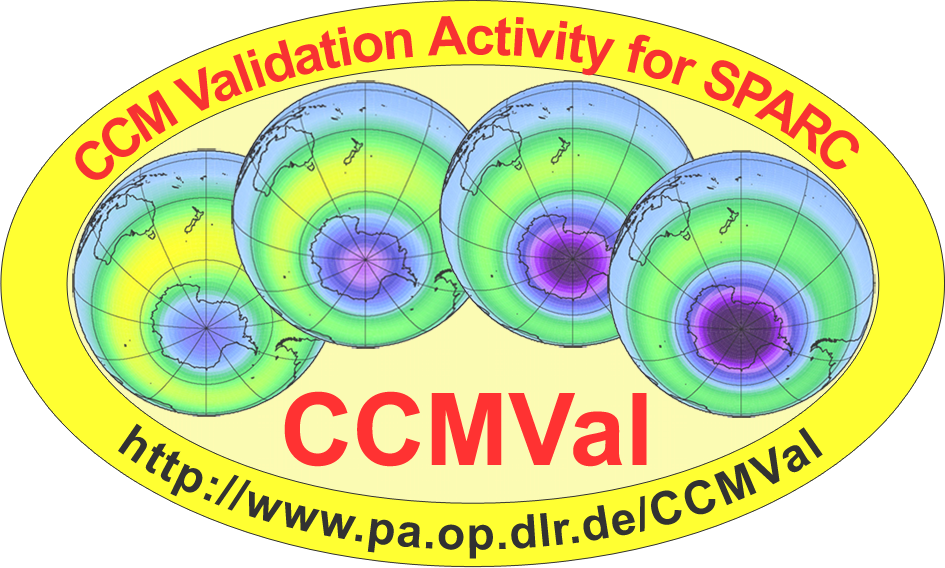 CCM Validation Activity for SPARC
CCMVal
http://www.pa.op.dlr.de/CCMVal